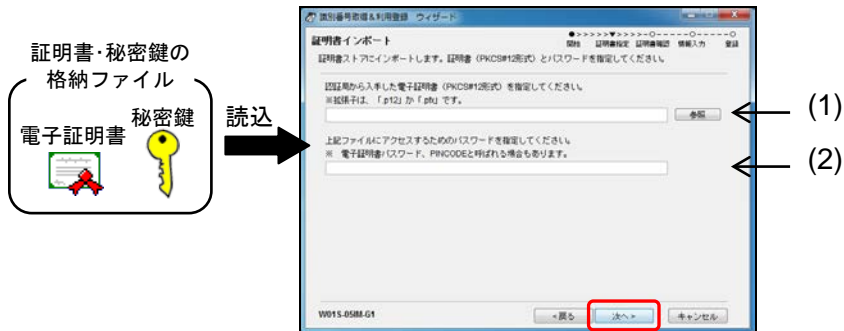 証明書・秘密鍵の
格納ファイル
電子証明書
秘密鍵
読込
識別番号取得&利用登録 ウィザード
証明書インポート
●>>>>>▼>>>>-○-----○-----○
開始 証明書指定 証明書確認 情報入力 登録
証明書ストアにインポートします。証明書(PKCS#12形式)とパスワードを指定してください。
認証局から入手した電子証明書(PKCS#12形式)を指定してください。
※拡張子は、「.p12」か「.pfx」です。
参照
(1)
上記ファイルにアクセスするためのパスワードを指定してください。
※ 電子証明書パスワード、PINCODEと呼ばれる場合もあります。
(2)
W01S-05IM-G1
<戻る
次へ>
キャンセル